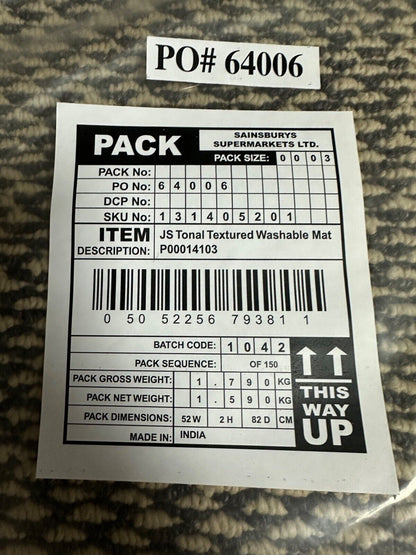 PO# 64006
PACK
SAINSBURYS
SUPERMARKETS LTD.
PACK SIZE: 0 0 0 3
PACK No:
PO No: 6 4 0 0 6
DCP No:
SKU No: 1 3 1 4 0 5 2 0 1
ITEM DESCRIPTION:
JS Tonal Textured Washable Mat
P00014103
0 50 52256 79381 1
BATCH CODE: 1 0 4 2
PACK SEQUENCE: OF 150
PACK GROSS WEIGHT: 1 . 7 9 0 KG
PACK NET WEIGHT: 1 . 5 9 0 KG
PACK DIMENSIONS: 52 W 2 H 82 D CM
MADE IN: INDIA
THIS
WAY
UP